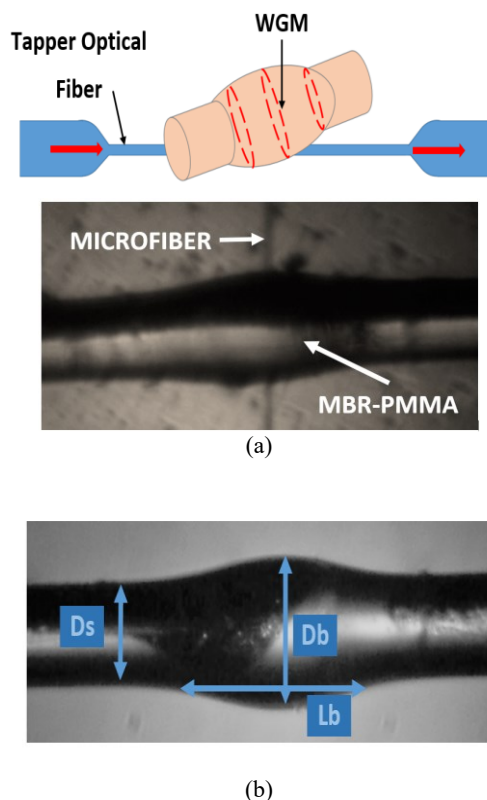 Tapper Optical
Fiber
WGM
MICROFIBER
MBR-PMMA
(a)
Ds
Db
Lb
(b)